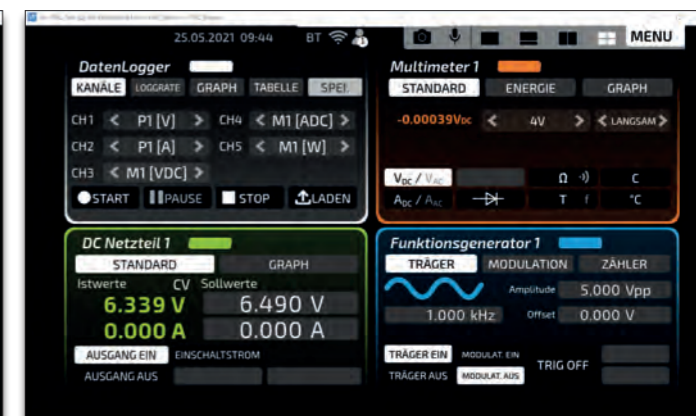 25.05.2021 09:44 BT MENU
DatenLogger
KANÄLE LOGGRATE GRAPH TABELLE SPEI.
CH1 < P1 [V] > CH4 < M1 [ADC] >
CH2 < P1 [A] > CH5 < M1 [W] >
CH3 < M1 [VDC] >
START PAUSE STOP LADEN
Multimeter 1
STANDARD ENERGIE GRAPH
-0.00039VDC < 4V > < LANGSAM >
VDC / VAC Ω C
ADC / AAC T f °C
DC Netzteil 1
STANDARD GRAPH
Istwerte CV Sollwerte
6.339 V 6.490 V
0.000 A 0.000 A
AUSGANG EIN EINSCHALTSTROM
AUSGANG AUS
Funktionsgenerator 1
TRÄGER MODULATION ZÄHLER
Amplitude 5,000 Vpp
1.000 kHz Offset 0.000 V
TRÄGER EIN MODULAT. EIN
TRIG OFF
TRÄGER AUS MODULAT. AUS